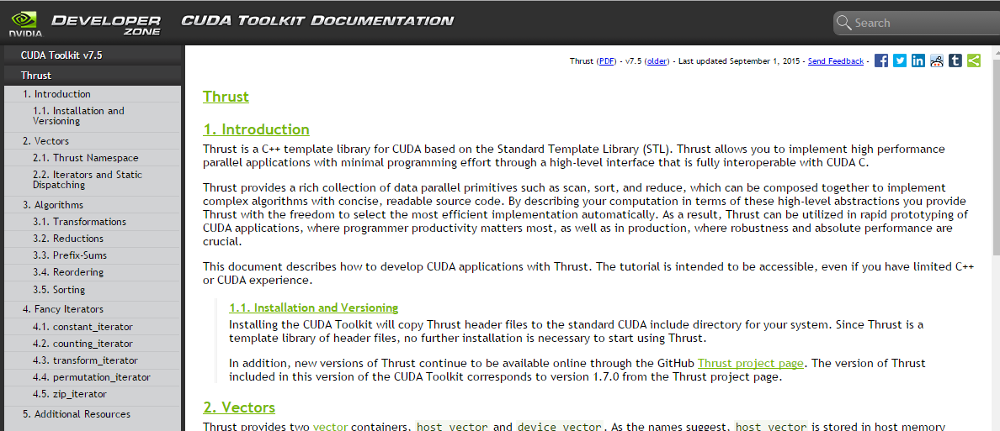 NVIDIA
DEVELOPER
ZONE
CUDA TOOLKIT DOCUMENTATION
Search
CUDA Toolkit v7.5
Thrust
1. Introduction
1.1. Installation and
Versioning
2. Vectors
2.1. Thrust Namespace
2.2. Iterators and Static
Dispatching
3. Algorithms
3.1. Transformations
3.2. Reductions
3.3. Prefix-Sums
3.4. Reordering
3.5. Sorting
4. Fancy Iterators
4.1. constant_iterator
4.2. counting_iterator
4.3. transform_iterator
4.4. permutation_iterator
4.5. zip_iterator
5. Additional Resources
Thrust (PDF) - v7.5 (older) - Last updated September 1, 2015 - Send Feedback -
Thrust
1. Introduction
Thrust is a C++ template library for CUDA based on the Standard Template Library (STL). Thrust allows you to implement high performance
parallel applications with minimal programming effort through a high-level interface that is fully interoperable with CUDA C.
Thrust provides a rich collection of data parallel primitives such as scan, sort, and reduce, which can be composed together to implement
complex algorithms with concise, readable source code. By describing your computation in terms of these high-level abstractions you provide
Thrust with the freedom to select the most efficient implementation automatically. As a result, Thrust can be utilized in rapid prototyping of
CUDA applications, where programmer productivity matters most, as well as in production, where robustness and absolute performance are
crucial.
This document describes how to develop CUDA applications with Thrust. The tutorial is intended to be accessible, even if you have limited C++
or CUDA experience.
1.1. Installation and Versioning
Installing the CUDA Toolkit will copy Thrust header files to the standard CUDA include directory for your system. Since Thrust is a
template library of header files, no further installation is necessary to start using Thrust.
In addition, new versions of Thrust continue to be available online through the GitHub Thrust project page. The version of Thrust
included in this version of the CUDA Toolkit corresponds to version 1.7.0 from the Thrust project page.
2. Vectors
Thrust provides two vector containers, host_vector and device_vector. As the names suggest, host_vector is stored in host memory